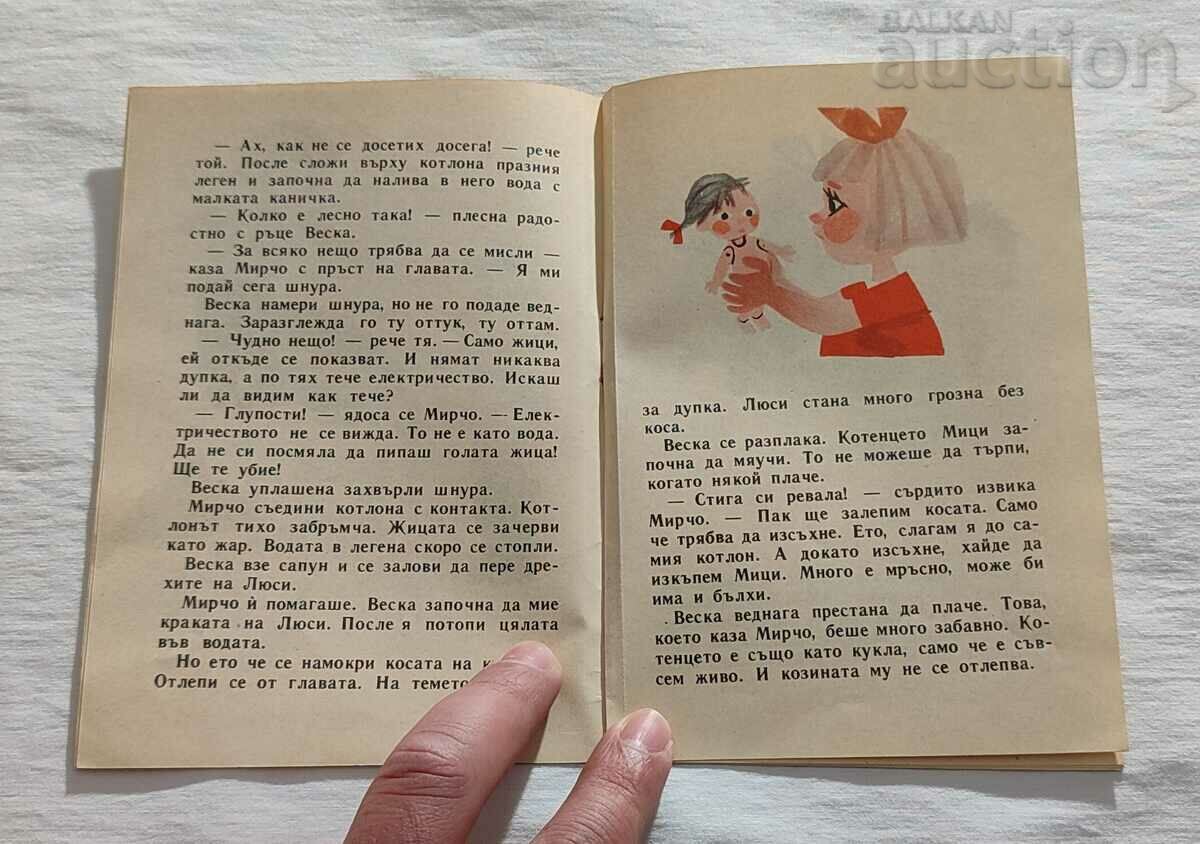 BALKAN
auction
— Ах, как не се досетих досега! — рече
той. После сложи върху котлона празния
леген и започна да налива в него вода с
малката каничка.
— Колко е лесно така! — плесна радо-
стно с ръце Веска.
— За всяко нещо трябва да се мисли —
каза Мирчо с пръст на главата. — Я ми
подай сега шнура.
Веска намери шнура, но не го подаде вед-
нага. Заразглежда го ту оттук, ту оттам.
— Чудно нещо! — рече тя. — Само жици,
ей откъде се показват. И нямат никаква
дупка, а по тях тече електричество. Искаш
ли да видим как тече?
— Глупости! — ядоса се Мирчо. — Елек-
тричеството не се вижда. То не е като вода.
Да не си посмяла да пипаш голата жица!
Ще те убие!
Веска уплашена захвърли шнура.
Мирчо съедини котлона с контакта. Кот-
лонът тихо забръмча. Жицата се зачерви
като жар. Водата в легена скоро се стопли.
Веска взе сапун и се залови да пере дре-
хите на Люси.
Мирчо ѝ помагаше. Веска започна да мие
краката на Люси. После я потопи цялата
във водата.
Но ето че се намокри косата на
Отлепи се от главата. На темето
за дупка. Люси стана много грозна без
коса.
Веска се разплака. Котенцето Мици за-
почна да мяучи. То не можеше да търпи,
когато някой плаче.
— Стига си ревала! — сърдито извика
Мирчо. — Пак ще залепим косата. Само
че трябва да изсъхне. Ето, слагам я до са-
мия котлон. А докато изсъхне, хайде да
изкъпем Мици. Много е мръсно, може би
има и бълхи.
Веска веднага престана да плаче. Това,
което каза Мирчо, беше много забавно. Ко-
тенцето е също като кукла, само че е съв-
сем живо. И козината му не се отлепва.